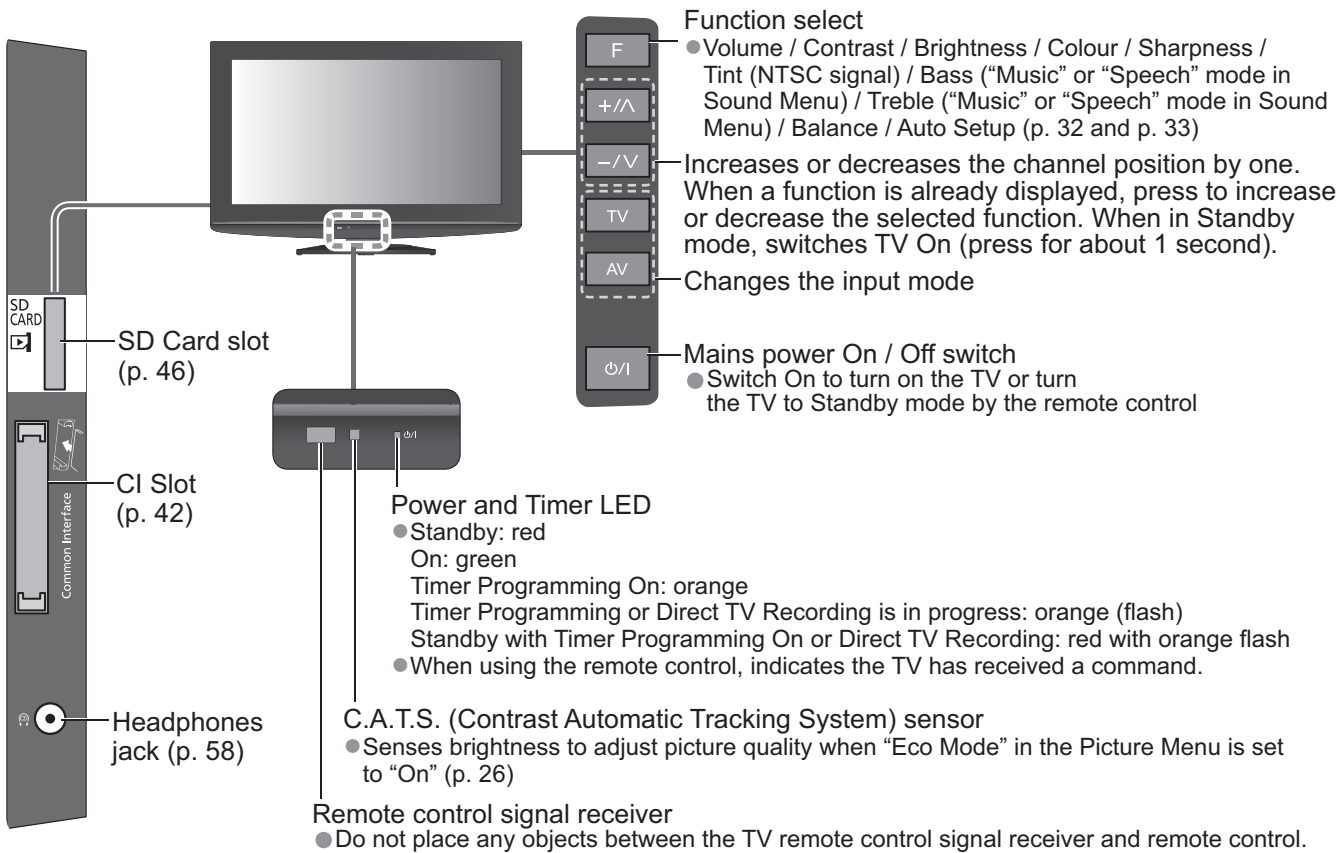 Function select
●Volume / Contrast / Brightness / Colour / Sharpness /
Tint (NTSC signal) / Bass (“Music” or “Speech” mode in
Sound Menu) / Treble (“Music” or “Speech” mode in Sound
Menu) / Balance / Auto Setup (p. 32 and p. 33)
F
+/∧
−/∨
TV
AV
⏻/I
Increases or decreases the channel position by one.
When a function is already displayed, press to increase
or decrease the selected function. When in Standby
mode, switches TV On (press for about 1 second).
Changes the input mode
Mains power On / Off switch
●Switch On to turn on the TV or turn
the TV to Standby mode by the remote control
SD
CARD
SD Card slot
(p. 46)
CI Slot
(p. 42)
Common Interface
Headphones
jack (p. 58)
⏻/I
Power and Timer LED
●Standby: red
On: green
Timer Programming On: orange
Timer Programming or Direct TV Recording is in progress: orange (flash)
Standby with Timer Programming On or Direct TV Recording: red with orange flash
●When using the remote control, indicates the TV has received a command.
C.A.T.S. (Contrast Automatic Tracking System) sensor
●Senses brightness to adjust picture quality when “Eco Mode” in the Picture Menu is set
to “On” (p. 26)
Remote control signal receiver
●Do not place any objects between the TV remote control signal receiver and remote control.